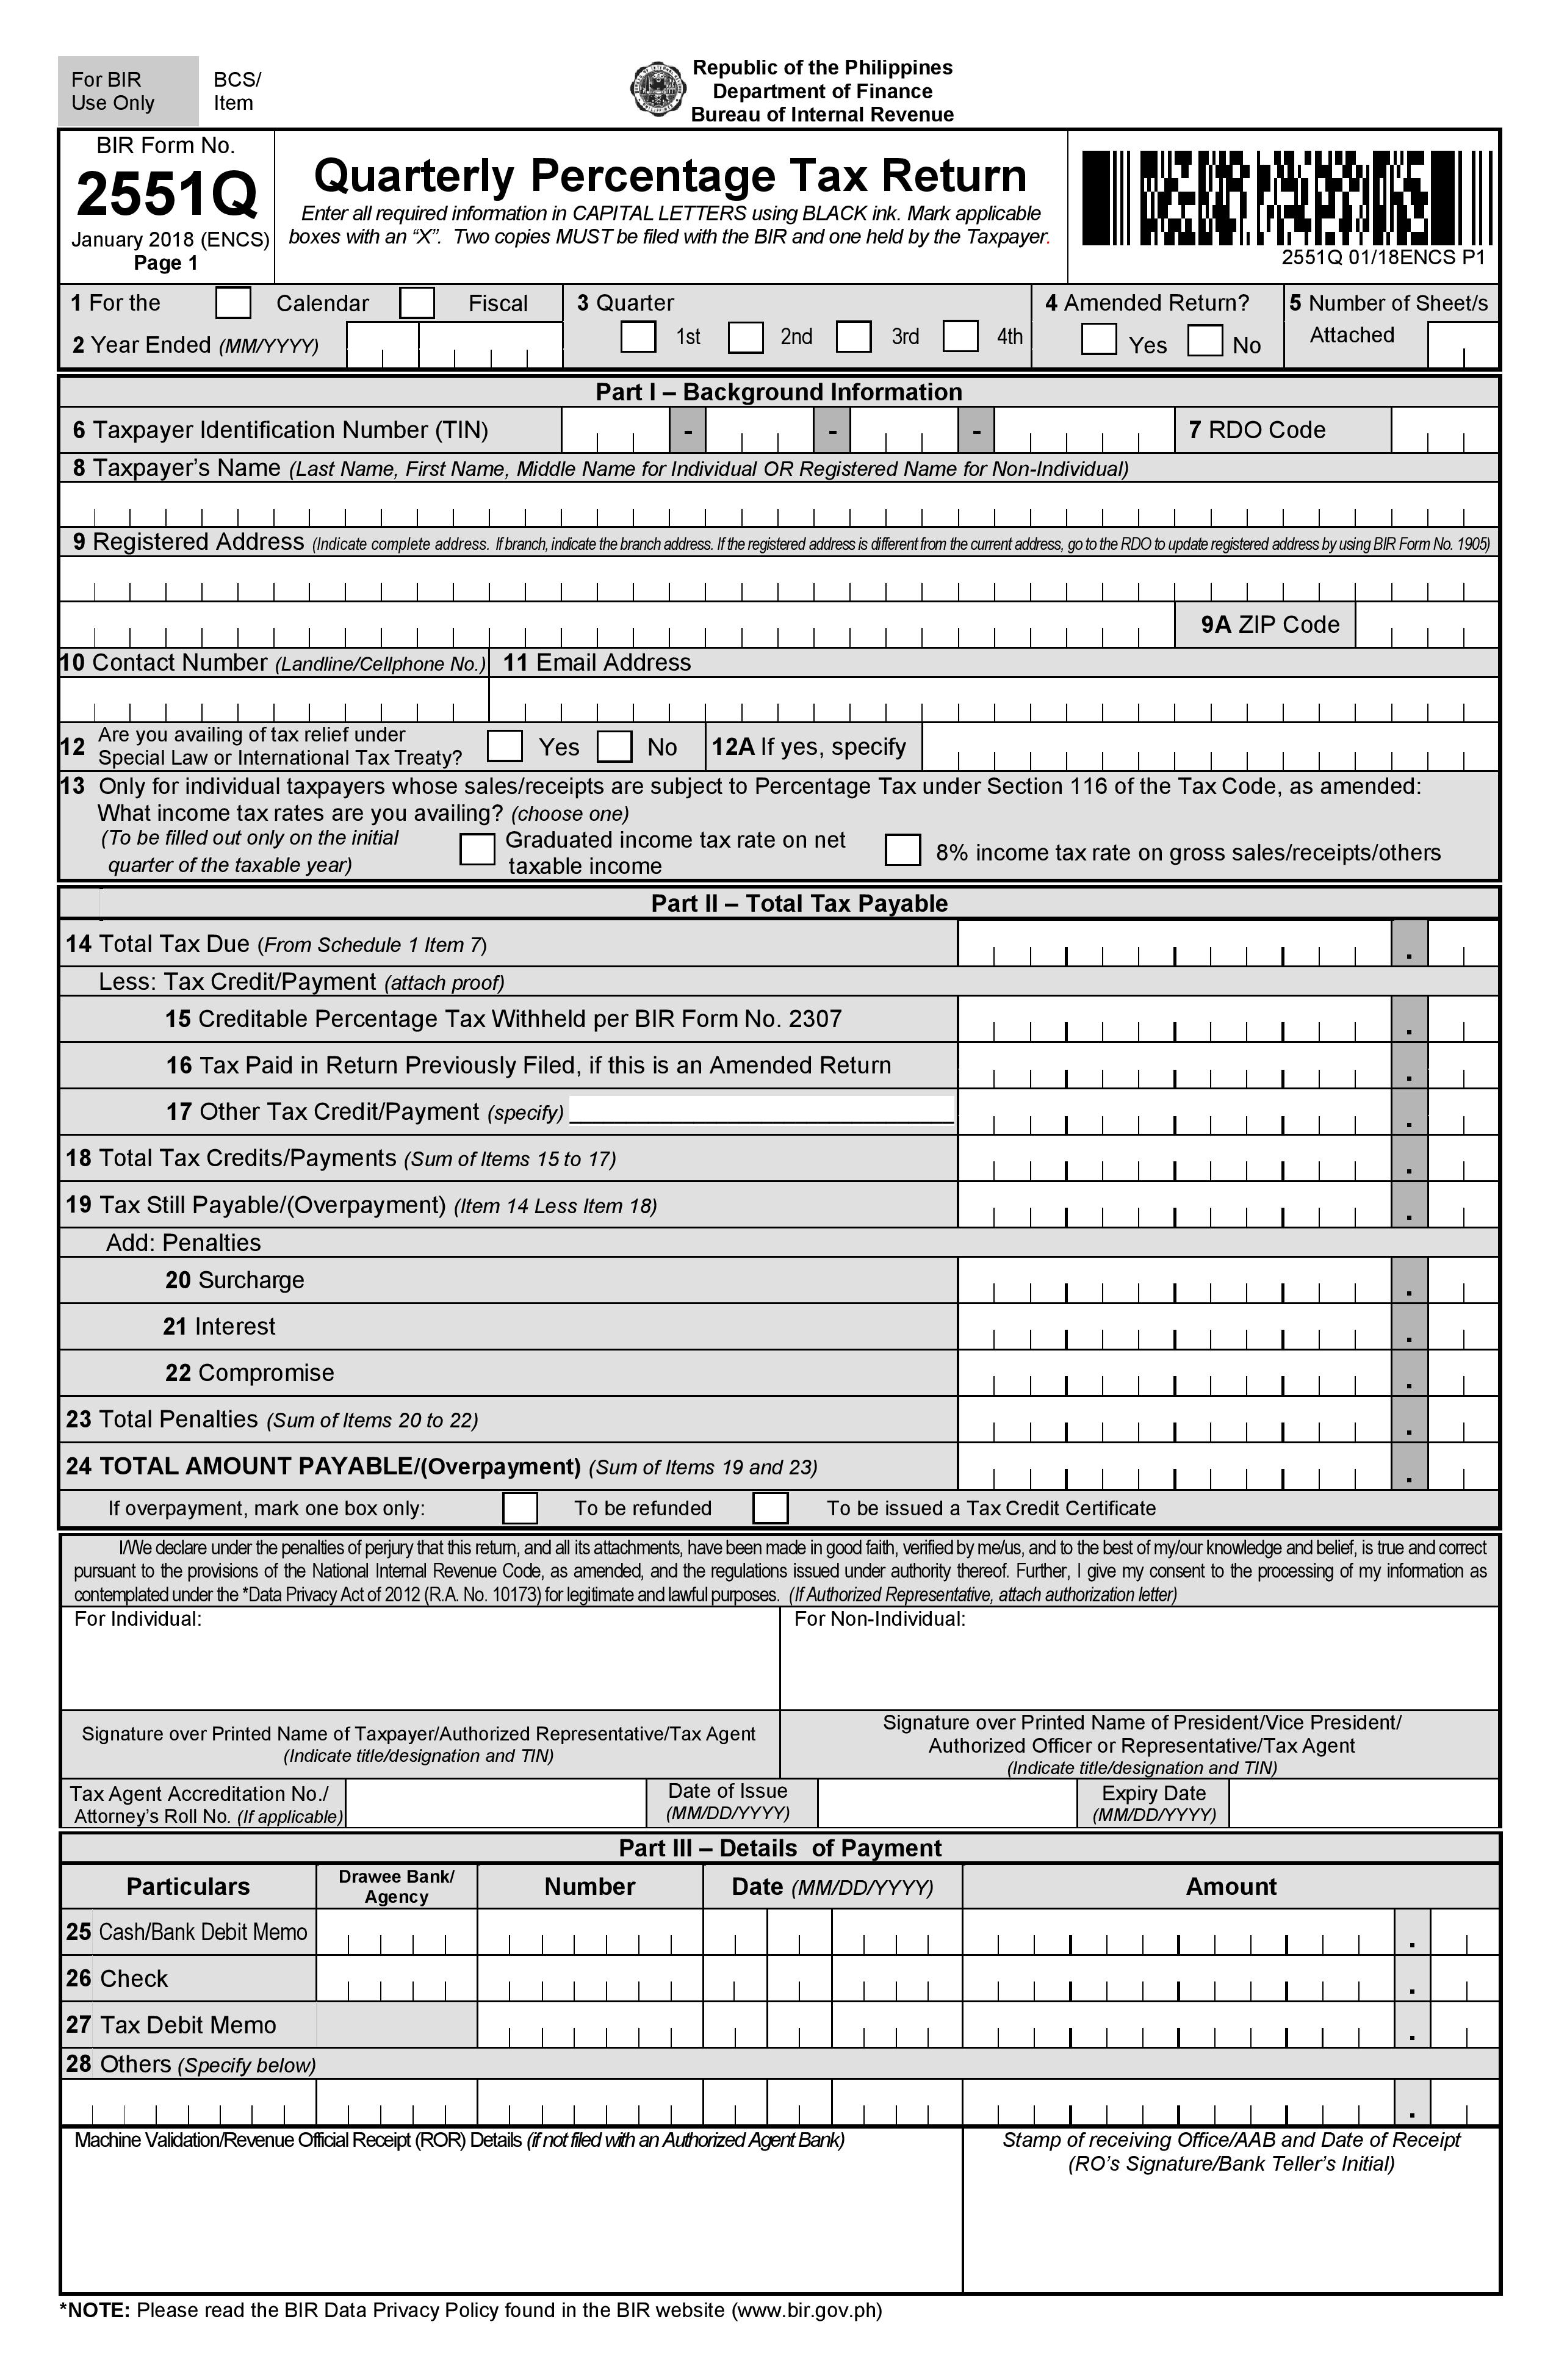 For BIR
Use Only
BCS/
Item
Republic of the Philippines
Department of Finance
Bureau of Internal Revenue
BIR Form No.
2551Q
January 2018 (ENCS)
Page 1
Quarterly Percentage Tax Return
Enter all required information in CAPITAL LETTERS using BLACK ink. Mark applicable
boxes with an “X”. Two copies MUST be filed with the BIR and one held by the Taxpayer.
2551Q 01/18ENCS P1
1 For the Calendar Fiscal
2 Year Ended (MM/YYYY)
3 Quarter
1st 2nd 3rd 4th
4 Amended Return?
Yes No
5 Number of Sheet/s
Attached
Part I – Background Information
6 Taxpayer Identification Number (TIN) - - - 7 RDO Code
8 Taxpayer’s Name (Last Name, First Name, Middle Name for Individual OR Registered Name for Non-Individual)
9 Registered Address (Indicate complete address. If branch, indicate the branch address. If the registered address is different from the current address, go to the RDO to update registered address by using BIR Form No. 1905)
9A ZIP Code
10 Contact Number (Landline/Cellphone No.) 11 Email Address
12 Are you availing of tax relief under
Special Law or International Tax Treaty? Yes No 12A If yes, specify
13 Only for individual taxpayers whose sales/receipts are subject to Percentage Tax under Section 116 of the Tax Code, as amended:
What income tax rates are you availing? (choose one)
(To be filled out only on the initial
quarter of the taxable year)
Graduated income tax rate on net
taxable income
8% income tax rate on gross sales/receipts/others
Part II – Total Tax Payable
14 Total Tax Due (From Schedule 1 Item 7) .
Less: Tax Credit/Payment (attach proof)
15 Creditable Percentage Tax Withheld per BIR Form No. 2307 .
16 Tax Paid in Return Previously Filed, if this is an Amended Return .
17 Other Tax Credit/Payment (specify) .
18 Total Tax Credits/Payments (Sum of Items 15 to 17) .
19 Tax Still Payable/(Overpayment) (Item 14 Less Item 18) .
Add: Penalties
20 Surcharge .
21 Interest .
22 Compromise .
23 Total Penalties (Sum of Items 20 to 22) .
24 TOTAL AMOUNT PAYABLE/(Overpayment) (Sum of Items 19 and 23) .
If overpayment, mark one box only: To be refunded To be issued a Tax Credit Certificate
I/We declare under the penalties of perjury that this return, and all its attachments, have been made in good faith, verified by me/us, and to the best of my/our knowledge and belief, is true and correct
pursuant to the provisions of the National Internal Revenue Code, as amended, and the regulations issued under authority thereof. Further, I give my consent to the processing of my information as
contemplated under the *Data Privacy Act of 2012 (R.A. No. 10173) for legitimate and lawful purposes. (If Authorized Representative, attach authorization letter)
For Individual:
For Non-Individual:
Signature over Printed Name of Taxpayer/Authorized Representative/Tax Agent
(Indicate title/designation and TIN)
Signature over Printed Name of President/Vice President/
Authorized Officer or Representative/Tax Agent
(Indicate title/designation and TIN)
Tax Agent Accreditation No./
Attorney’s Roll No. (If applicable)
Date of Issue
(MM/DD/YYYY)
Expiry Date
(MM/DD/YYYY)
Part III – Details of Payment
Particulars
Drawee Bank/
Agency
Number
Date (MM/DD/YYYY)
Amount
25 Cash/Bank Debit Memo .
26 Check .
27 Tax Debit Memo .
28 Others (Specify below)
.
Machine Validation/Revenue Official Receipt (ROR) Details (if not filed with an Authorized Agent Bank)
Stamp of receiving Office/AAB and Date of Receipt
(RO’s Signature/Bank Teller’s Initial)
*NOTE: Please read the BIR Data Privacy Policy found in the BIR website (www.bir.gov.ph)